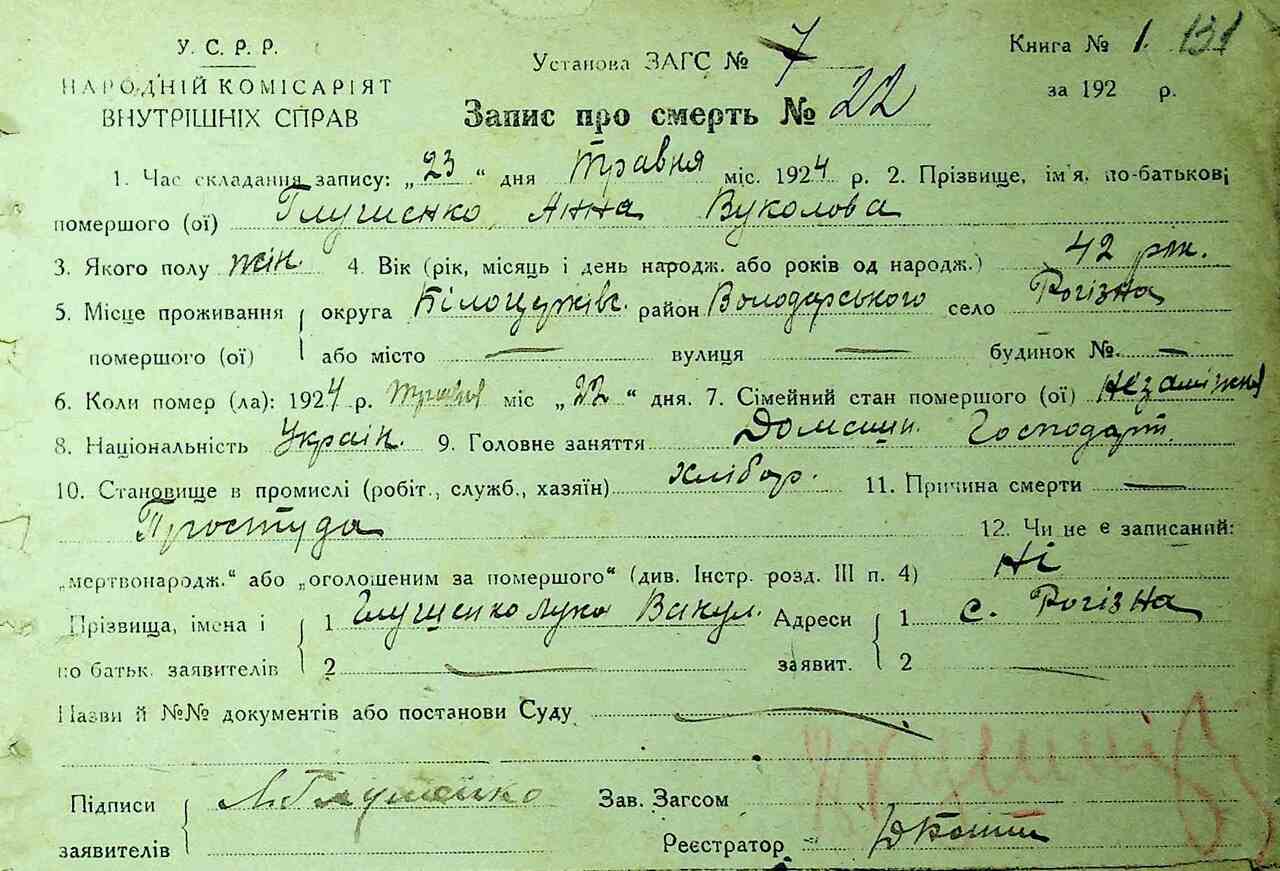 У. С. Р. Р.
НАРОДНІЙ КОМІСАРІЯТ
ВНУТРІШНІХ СПРАВ
Установа ЗАГС № 7
Запис про смерть № 22
Книга № 1. 131
за 192 р.
1. Час складання запису: „23“ дня Травня міс. 1924 р. 2. Прізвище, ім'я, по-батькові
помершого (ої) Глущенко Анна Вуколова
3. Якого полу жін. 4. Вік (рік, місяць і день народж. або років од народж.) 42 рік.
5. Місце проживання округа Білоцерківс. район Володарського село Рогізна
помершого (ої) або місто — вулиця — будинок №. —
6. Коли помер (ла): 1924 р. Травня міс „22“ дня. 7. Сімейний стан помершого (ої) Незаміжня
8. Національність Україн. 9. Головне заняття Домашн. Господарт.
10. Становище в промислі (робіт., служб., хазяїн) хлібор. 11. Причина смерти —
Простуда 12. Чи не є записаний:
„мертвонародж.“ або „оголошеним за помершого“ (див. Інстр. розд. III п. 4) Ні
Прізвища, імена і 1 Глущенко Лука Вакул. Адреси 1 с. Рогізна
по батьк. заявителів 2 — заявит. 2 —
Назви й №№ документів або постанови Суду —
Підписи Л. Глущенко Зав. Загсом
заявителів Реєстратор